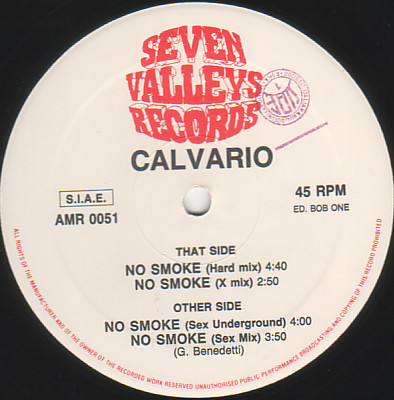 SEVEN
VALLEYS
RECORDS
CALVARIO
S.I.A.E.
AMR 0051
45 RPM
ED. BOB ONE
THAT SIDE
NO SMOKE (Hard mix) 4:40
NO SMOKE (X mix) 2:50
OTHER SIDE
NO SMOKE (Sex Underground) 4:00
NO SMOKE (Sex Mix) 3:50
(G. Benedetti)
ALL RIGHTS OF THE MANUFACTURER AND OF THE OWNER OF THE RECORDED WORK RESERVED UNAUTHORISED PUBLIC PERFORMANCE BROADCASTING AND COPYING OF THIS RECORD PROHIBITED